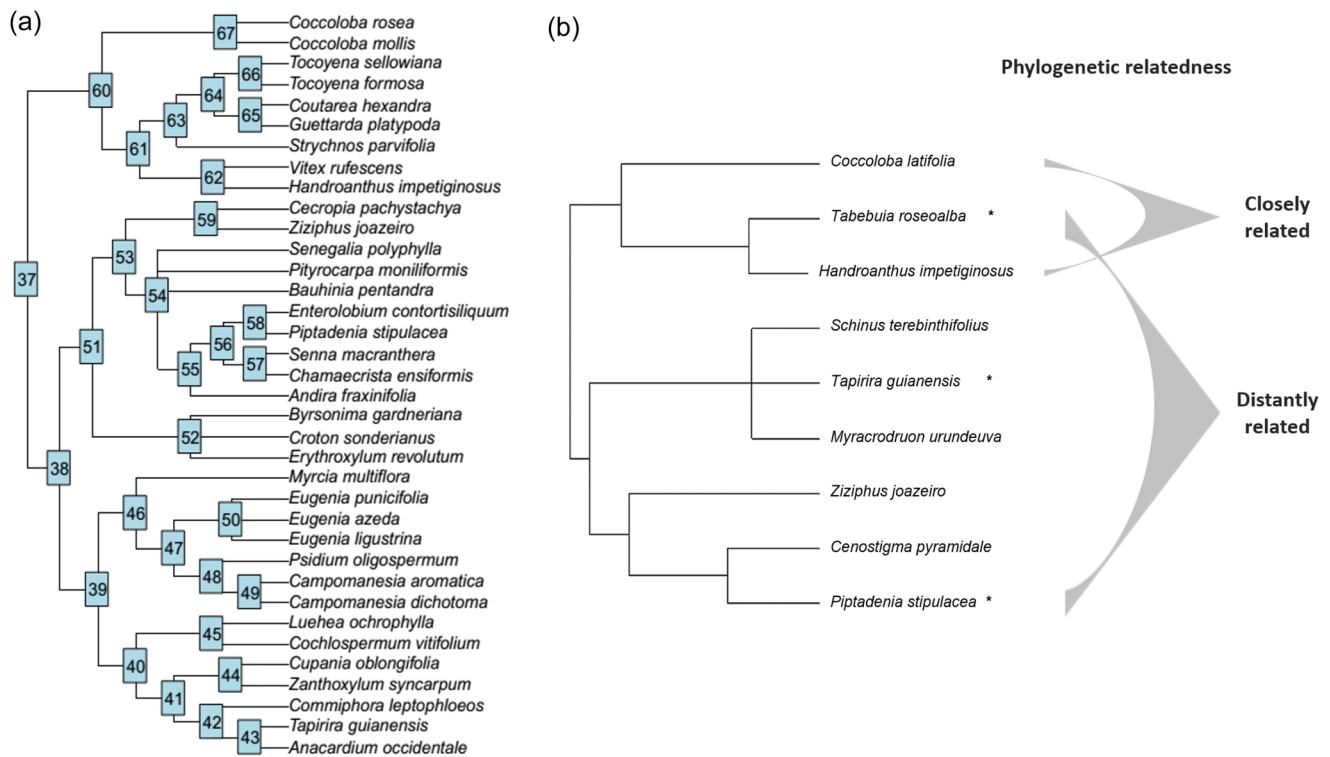 (a)
Coccoloba rosea
67
Coccoloba mollis
Tocoyena sellowiana
66
Tocoyena formosa
60
64
Coutarea hexandra
65
63
Guettarda platypoda
61
Strychnos parvifolia
Vitex rufescens
62
Handroanthus impetiginosus
Cecropia pachystachya
59
Ziziphus joazeiro
53
Senegalia polyphylla
37
Pityrocarpa moniliformis
54
Bauhinia pentandra
Enterolobium contortisiliquum
58
Piptadenia stipulacea
51
56
Senna macranthera
57
55
Chamaecrista ensiformis
Andira fraxinifolia
Byrsonima gardneriana
52
Croton sonderianus
Erythroxylum revolutum
38
Myrcia multiflora
46
Eugenia punicifolia
50
Eugenia azeda
47
Eugenia ligustrina
Psidium oligospermum
48
39
Campomanesia aromatica
49
Campomanesia dichotoma
Luehea ochrophylla
45
Cochlospermum vitifolium
40
Cupania oblongifolia
44
Zanthoxylum syncarpum
41
Commiphora leptophloeos
42
Tapirira guianensis
43
Anacardium occidentale
(b)
Phylogenetic relatedness
Coccoloba latifolia
Tabebuia roseoalba *
Handroanthus impetiginosus
Schinus terebinthifolius
Tapirira guianensis *
Myracrodruon urundeuva
Ziziphus joazeiro
Cenostigma pyramidale
Piptadenia stipulacea *
Closely
related
Distantly
related